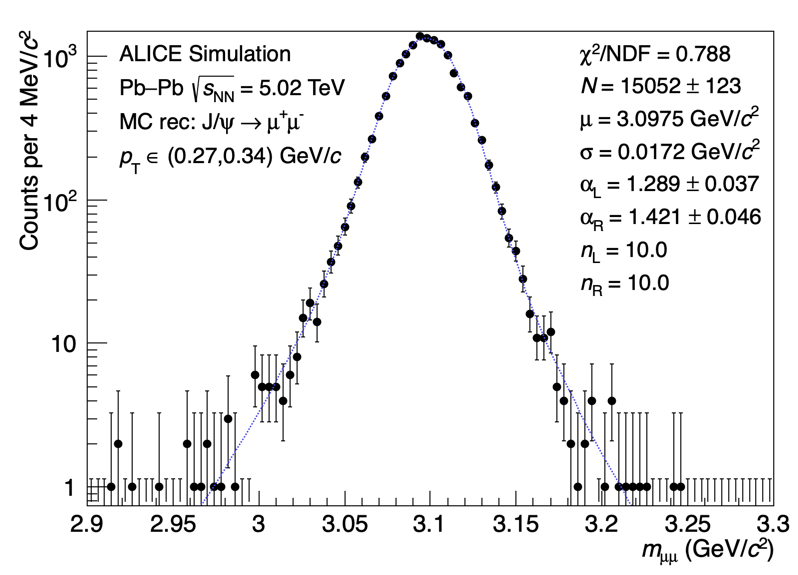 Counts per 4 MeV/c²
10³
10²
10
1
ALICE Simulation
Pb–Pb √sNN = 5.02 TeV
MC rec: J/ψ → μ⁺μ⁻
pT ∈ (0.27,0.34) GeV/c
χ²/NDF = 0.788
N = 15052 ± 123
μ = 3.0975 GeV/c²
σ = 0.0172 GeV/c²
αL = 1.289 ± 0.037
αR = 1.421 ± 0.046
nL = 10.0
nR = 10.0
2.9 2.95 3 3.05 3.1 3.15 3.2 3.25 3.3
mμμ (GeV/c²)